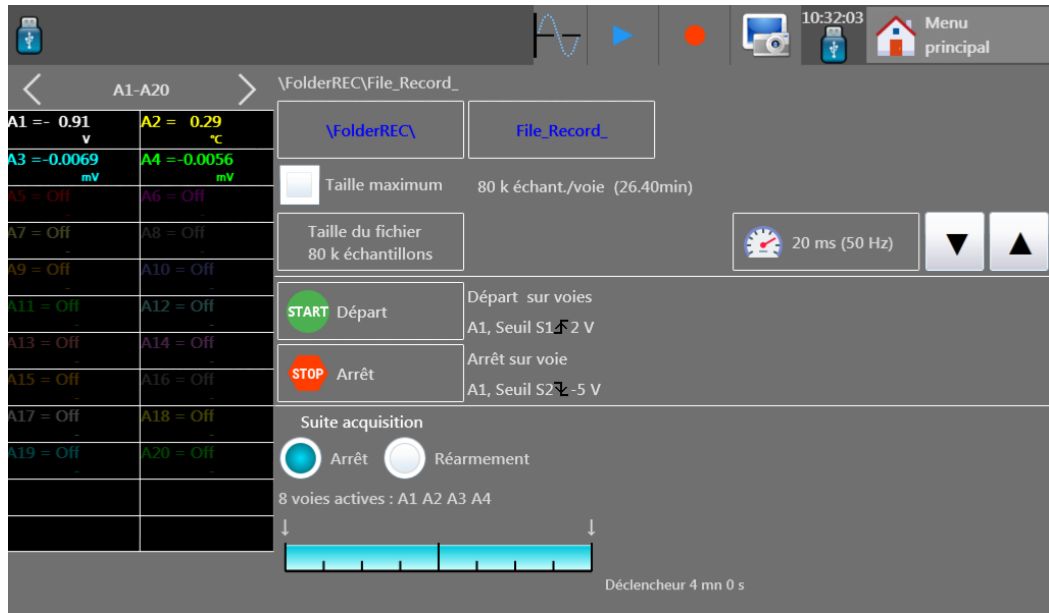 10:32:03
Menu
principal
A1-A20
\FolderREC\File_Record_
A1 =- 0.91
V
A2 = 0.29
°C
\FolderREC\
File_Record_
A3 =-0.0069
mV
A4 =-0.0056
mV
Taille maximum
80 k échant./voie (26.40min)
A5 = Off
-
A6 = Off
-
A7 = Off
-
A8 = Off
-
Taille du fichier
80 k échantillons
20 ms (50 Hz)
▼
▲
A9 = Off
-
A10 = Off
-
A11 = Off
-
A12 = Off
-
START Départ
Départ sur voies
A1, Seuil S1 2 V
A13 = Off
-
A14 = Off
-
STOP Arrêt
Arrêt sur voie
A1, Seuil S2 -5 V
A15 = Off
-
A16 = Off
-
A17 = Off
-
A18 = Off
-
Suite acquisition
A19 = Off
-
A20 = Off
-
Arrêt
Réarmement
8 voies actives : A1 A2 A3 A4
↓ ↓
Déclencheur 4 mn 0 s